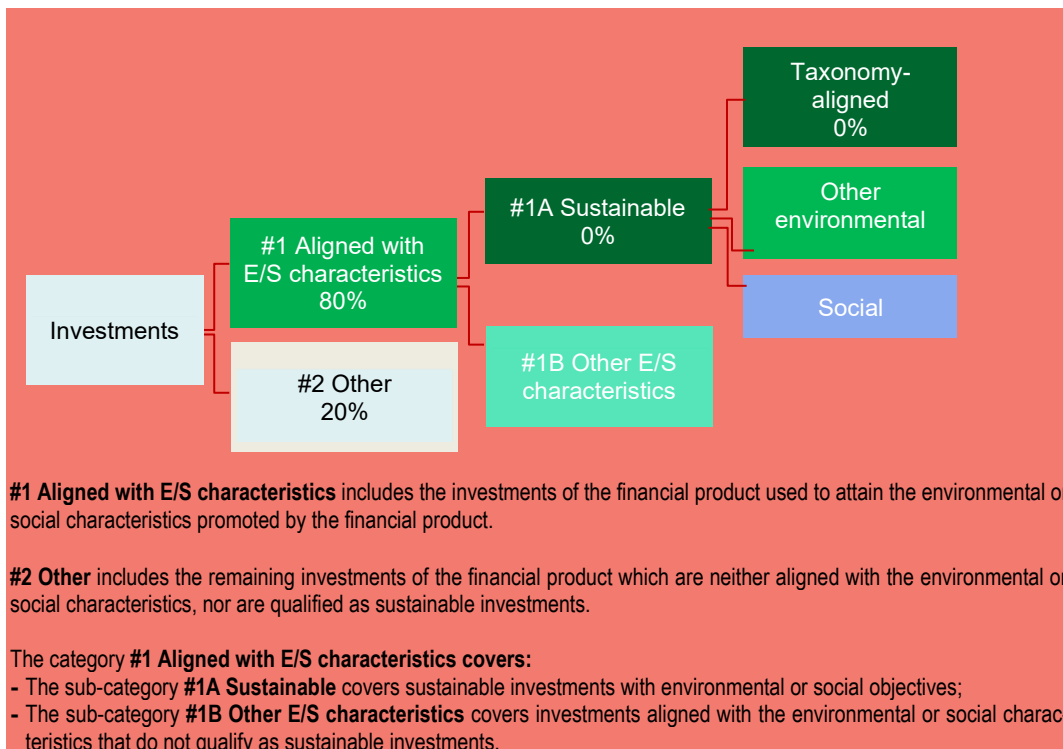 Taxonomy-
aligned
0%
Other
environmental
#1A Sustainable
0%
Social
#1 Aligned with
E/S characteristics
80%
#1B Other E/S
characteristics
Investments
#2 Other
20%
#1 Aligned with E/S characteristics includes the investments of the financial product used to attain the environmental o
social characteristics promoted by the financial product.
#2 Other includes the remaining investments of the financial product which are neither aligned with the environmental o
social characteristics, nor are qualified as sustainable investments.
The category #1 Aligned with E/S characteristics covers:
- The sub-category #1A Sustainable covers sustainable investments with environmental or social objectives;
- The sub-category #1B Other E/S characteristics covers investments aligned with the environmental or social charac
teristics that do not qualify as sustainable investments.